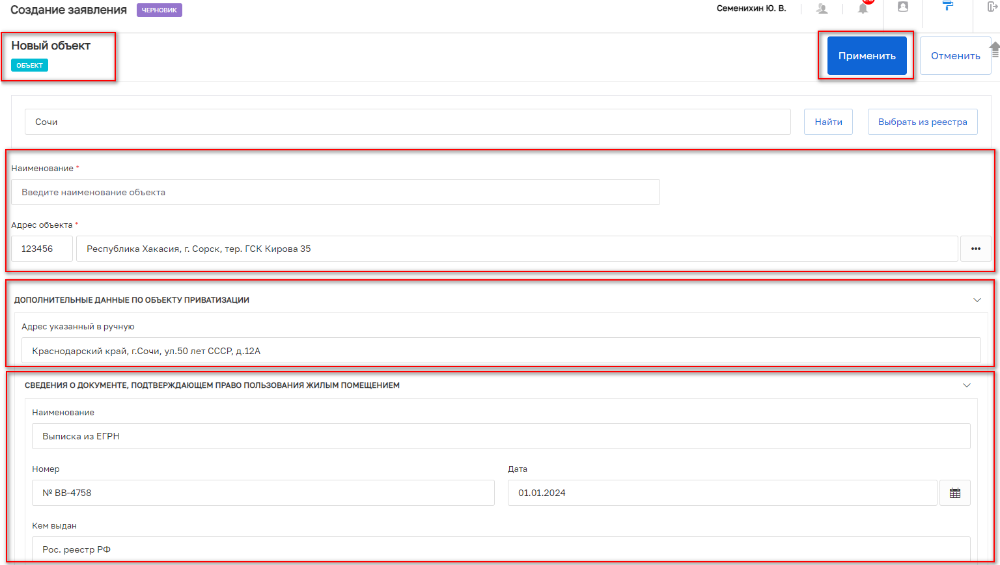 Создание заявления ЧЕРНОВИК
Семенихин Ю. В.
Новый объект
ОБЪЕКТ
Применить
Отменить
Сочи
Найти
Выбрать из реестра
Наименование *
Введите наименование объекта
Адрес объекта *
123456
Республика Хакасия, г. Сорск, тер. ГСК Кирова 35
•••
ДОПОЛНИТЕЛЬНЫЕ ДАННЫЕ ПО ОБЪЕКТУ ПРИВАТИЗАЦИИ
Адрес указанный в ручную
Краснодарский край, г.Сочи, ул.50 лет СССР, д.12А
СВЕДЕНИЯ О ДОКУМЕНТЕ, ПОДТВЕРЖДАЮЩЕМ ПРАВО ПОЛЬЗОВАНИЯ ЖИЛЫМ ПОМЕЩЕНИЕМ
Наименование
Выписка из ЕГРН
Номер
Дата
№ ВВ-4758
01.01.2024
Кем выдан
Рос. реестр РФ